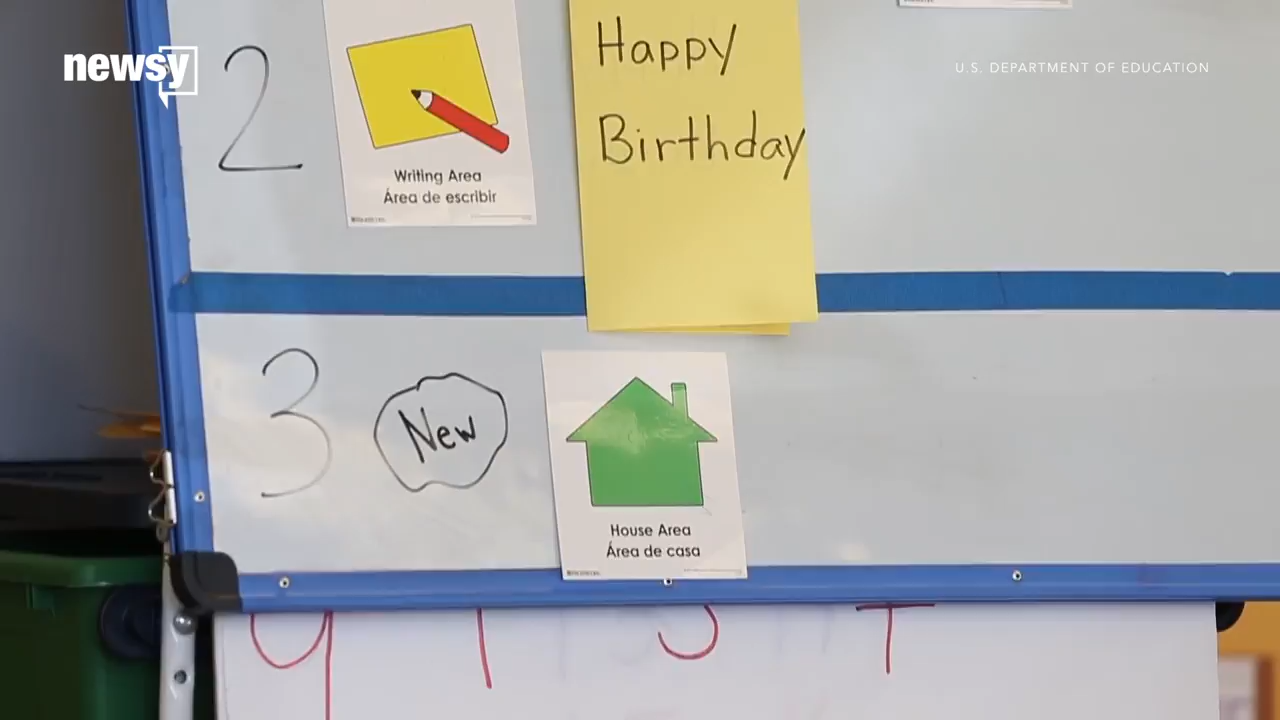 newsy
U.S. DEPARTMENT OF EDUCATION
2
Writing Area
Área de escribir
Happy
Birthday
3
New
House Area
Área de casa